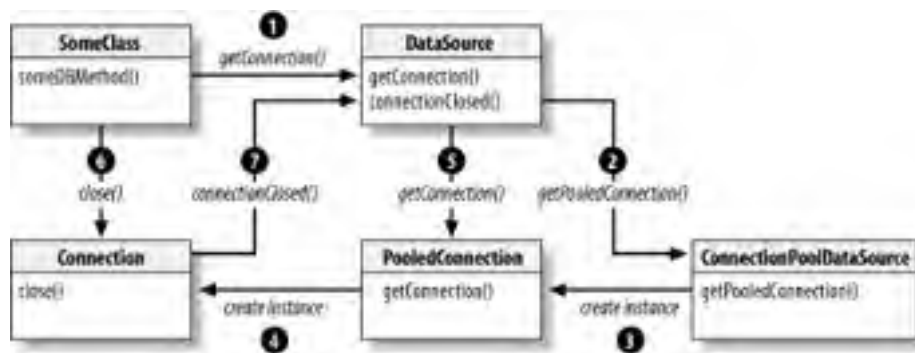 1
SomeClass
getConnection()
DataSource
someDBMethod()
getConnection()
connectionClosed()
6
7
5
2
close()
connectionClosed()
getConnection()
getPooledConnection()
Connection
PooledConnection
ConnectionPoolDataSource
close()
getConnection()
getPooledConnection()
create instance
create instance
4
3